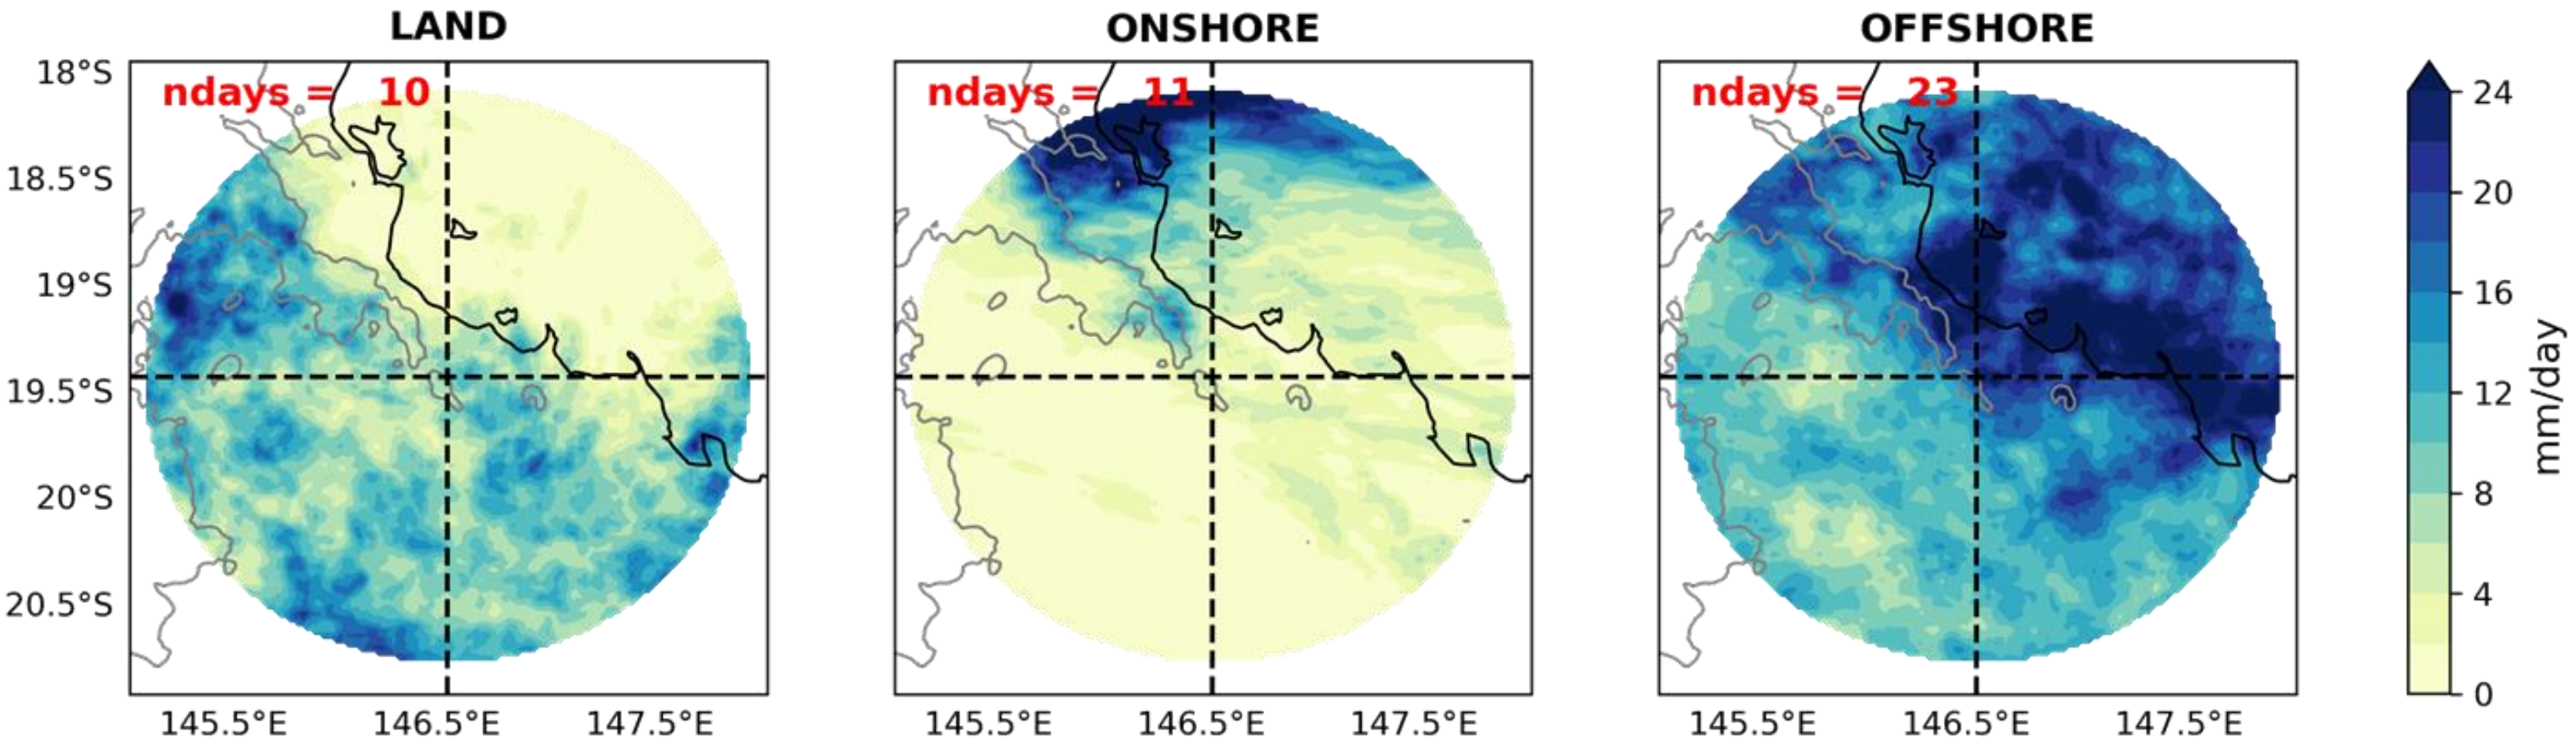 LAND
ONSHORE
OFFSHORE
ndays = 10
ndays = 11
ndays = 23
18°S
18.5°S
19°S
19.5°S
20°S
20.5°S
145.5°E
146.5°E
147.5°E
145.5°E
146.5°E
147.5°E
145.5°E
146.5°E
147.5°E
24
20
16
12
8
4
0
mm/day